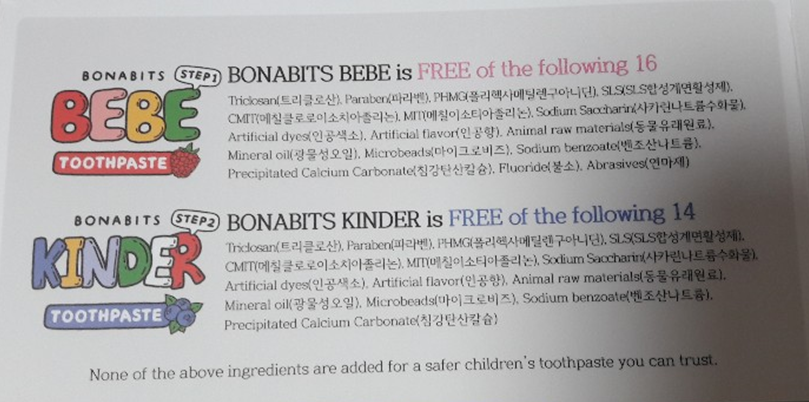 BONABITS STEP1
BEBE
TOOTHPASTE
BONABITS BEBE is FREE of the following 16
Triclosan(트리클로산), Paraben(파라벤), PHMG(폴리헥사메틸렌구아니딘), SLS(SLS합성계면활성제),
CMIT(메칠클로로이소치아졸리논), MIT(메칠이소티아졸리논), Sodium Saccharin(사카린나트륨수화물),
Artificial dyes(인공색소), Artificial flavor(인공향), Animal raw materials(동물유래원료),
Mineral oil(광물성오일), Microbeads(마이크로비즈), Sodium benzoate(벤조산나트륨),
Precipitated Calcium Carbonate(침강탄산칼슘), Fluoride(불소), Abrasives(연마제)
BONABITS STEP2
KINDER
TOOTHPASTE
BONABITS KINDER is FREE of the following 14
Triclosan(트리클로산), Paraben(파라벤), PHMG(폴리헥사메틸렌구아니딘), SLS(SLS합성계면활성제),
CMIT(메칠클로로이소치아졸리논), MIT(메칠이소티아졸리논), Sodium Saccharin(사카린나트륨수화물),
Artificial dyes(인공색소), Artificial flavor(인공향), Animal raw materials(동물유래원료),
Mineral oil(광물성오일), Microbeads(마이크로비즈), Sodium benzoate(벤조산나트륨),
Precipitated Calcium Carbonate(침강탄산칼슘)
None of the above ingredients are added for a safer children's toothpaste you can trust.